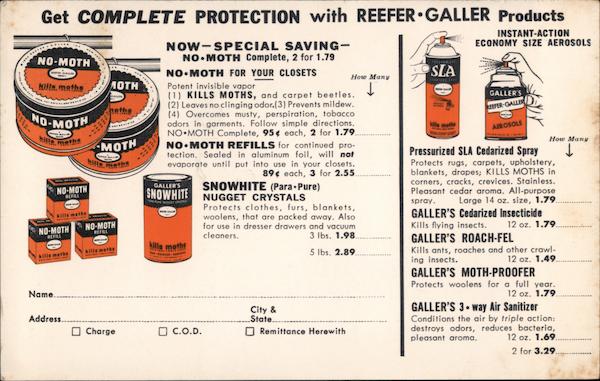 Get COMPLETE PROTECTION with REEFER·GALLER Products
NOW—SPECIAL SAVING—
NO·MOTH Complete, 2 for 1.79
NO·MOTH FOR YOUR CLOSETS
How Many
Potent invisible vapor
(1) KILLS MOTHS, and carpet beetles.
(2) Leaves no clinging odor,(3) Prevents mildew.
(4) Overcomes musty, perspiration, tobacco
odors in garments. Follow simple directions.
NO•MOTH Complete, 95¢ each, 2 for 1.79
NO·MOTH REFILLS for continued pro-
tection. Sealed in aluminum foil, will not
evaporate until put into use in your closets.
89¢ each, 3 for 2.55
SNOWHITE (Para·Pure)
NUGGET CRYSTALS
Protects clothes, furs, blankets,
woolens, that are packed away. Also
for use in dresser drawers and vacuum
cleaners. 3 lbs. 1.98
5 lbs. 2.89
NO-MOTH
kills moths
NO-MOTH
kills moths
NO-MOTH
REFILL
kills moths
NO-MOTH
REFILL
kills moths
NO-MOTH
REFILL
kills moths
GALLER'S
SNOWHITE
kills moths
Name
Address
City &
State
Charge
C.O.D.
Remittance Herewith
INSTANT-ACTION
ECONOMY SIZE AEROSOLS
SLA
GALLER'S
REEFER-GALLER
AEROSOLS
How Many
Pressurized SLA Cedarized Spray
Protects rugs, carpets, upholstery,
blankets, drapes; KILLS MOTHS in
corners, cracks, crevices. Stainless.
Pleasant cedar aroma. All-purpose
spray. Large 14 oz. size, 1.79
GALLER'S Cedarized Insecticide
Kills flying insects. 12 oz. 1.79
GALLER'S ROACH-FEL
Kills ants, roaches and other crawl-
ing insects. 12 oz. 1.49
GALLER'S MOTH-PROOFER
Protects woolens for a full year.
12 oz. 1.79
GALLER'S 3·way Air Sanitizer
Conditions the air by triple action:
destroys odors, reduces bacteria,
pleasant aroma. 12 oz. 1.69
2 for 3.29